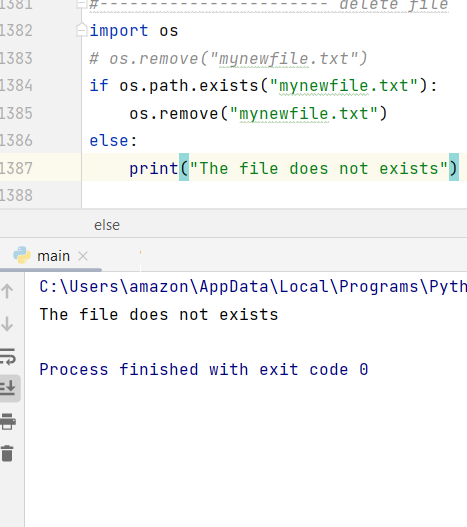 1381 #----------------------- delete file
1382 import os
1383 # os.remove("mynewfile.txt")
1384 if os.path.exists("mynewfile.txt"):
1385 os.remove("mynewfile.txt")
1386 else:
1387 print("The file does not exists")
1388
else
main
C:\Users\amazon\AppData\Local\Programs\Pyth
The file does not exists
Process finished with exit code 0